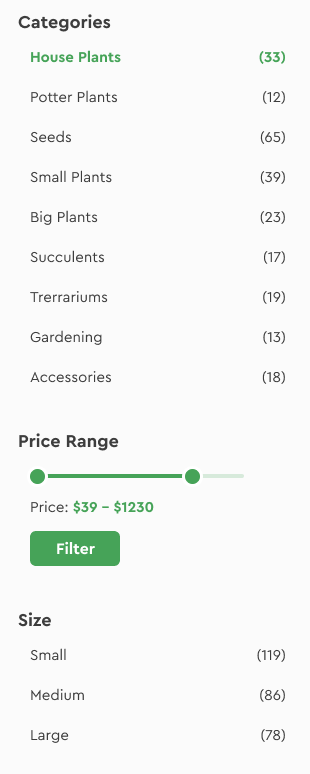 Categories
House Plants (33)
Potter Plants (12)
Seeds (65)
Small Plants (39)
Big Plants (23)
Succulents (17)
Trerrariums (19)
Gardening (13)
Accessories (18)
Price Range
Price: $39 – $1230
Filter
Size
Small (119)
Medium (86)
Large (78)